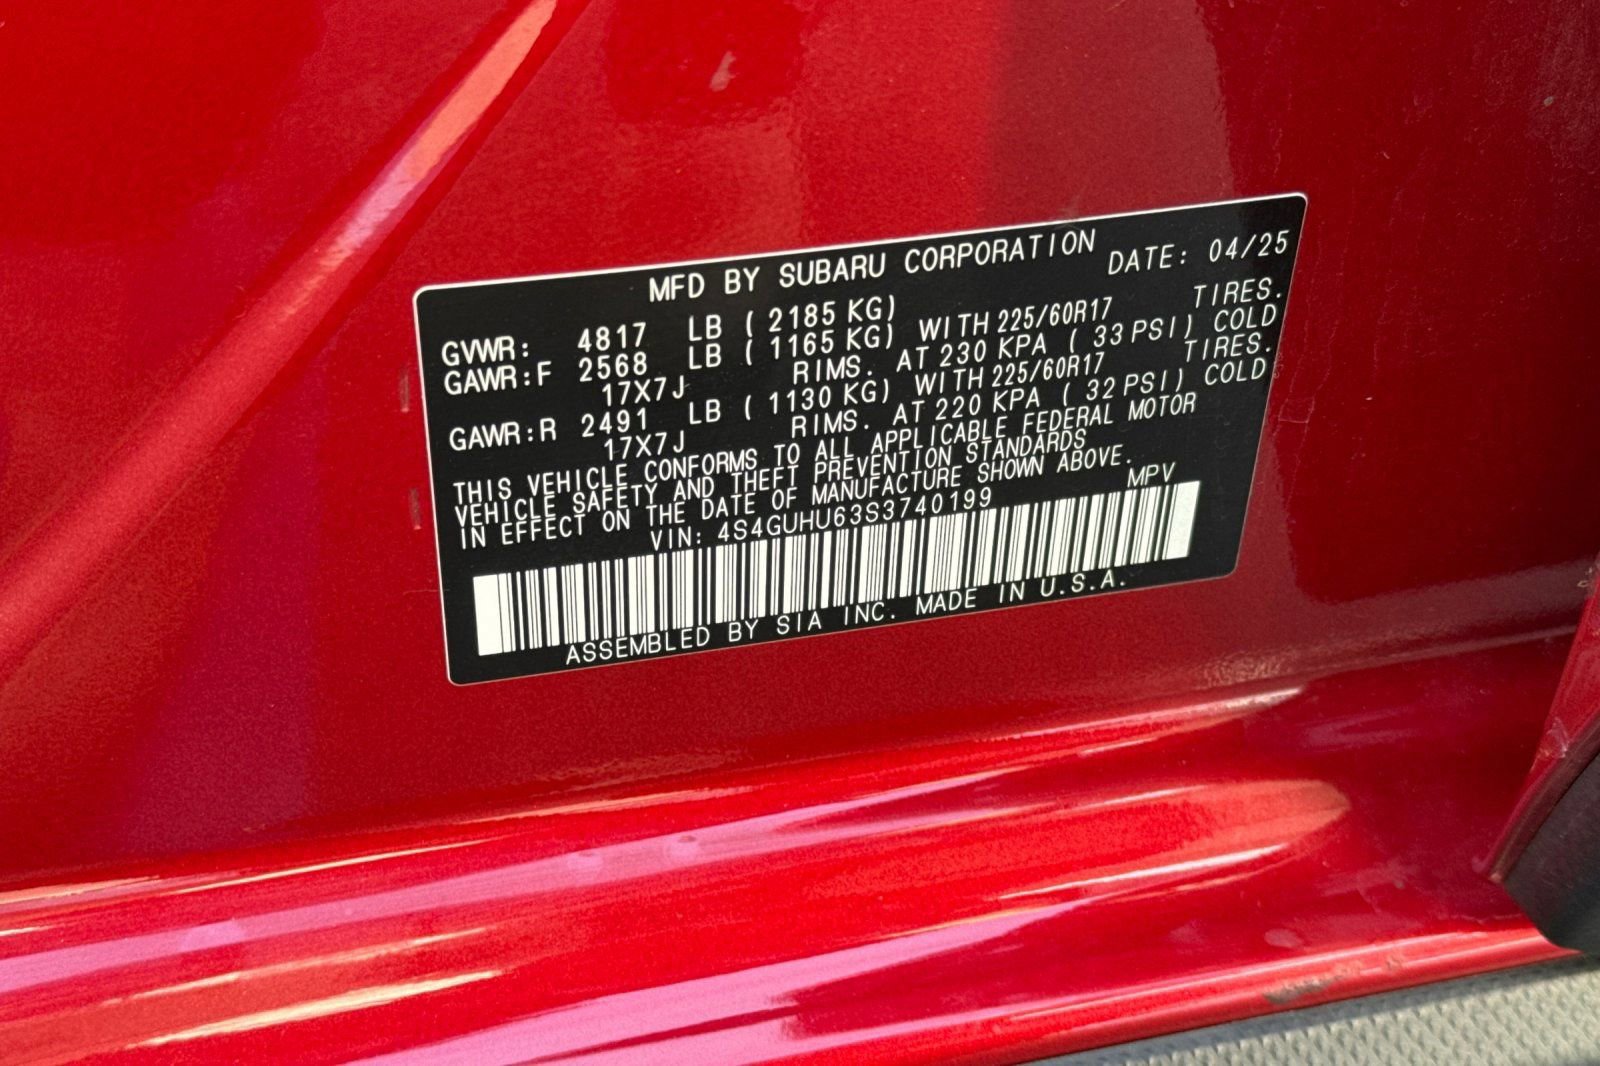 MFD BY SUBARU CORPORATION DATE: 04/25
GVWR: 4817 LB ( 2185 KG)
GAWR:F 2568 LB ( 1165 KG) WITH 225/60R17 TIRES.
17X7J RIMS. AT 230 KPA ( 33 PSI) COLD
GAWR:R 2491 LB ( 1130 KG) WITH 225/60R17 TIRES.
17X7J RIMS. AT 220 KPA ( 32 PSI) COLD
THIS VEHICLE CONFORMS TO ALL APPLICABLE FEDERAL MOTOR
VEHICLE SAFETY AND THEFT PREVENTION STANDARDS
IN EFFECT ON THE DATE OF MANUFACTURE SHOWN ABOVE.
VIN: 4S4GUHU63S3740199 MPV
ASSEMBLED BY SIA INC. MADE IN U.S.A.